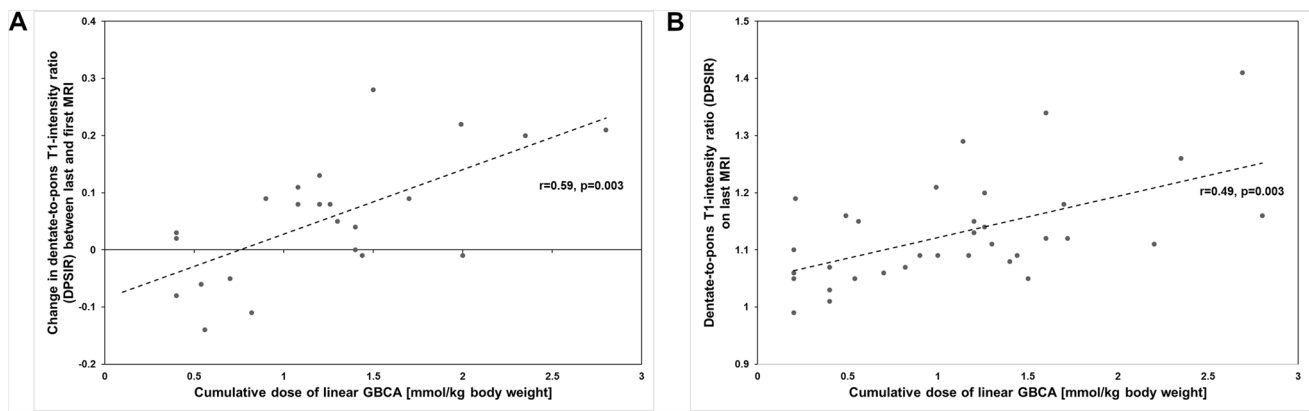 A
Change in dentate-to-pons T1-intensity ratio
(DPSIR) between last and first MRI
0.4
0.3
0.2
0.1
0
-0.1
-0.2
r=0.59, p=0.003
0
0.5
1
1.5
2
2.5
3
Cumulative dose of linear GBCA [mmol/kg body weight]
B
Dentate-to-pons T1-intensity ratio (DPSIR)
on last MRI
1.5
1.4
1.3
1.2
1.1
1
0.9
r=0.49, p=0.003
0
0.5
1
1.5
2
2.5
3
Cumulative dose of linear GBCA [mmol/kg body weight]